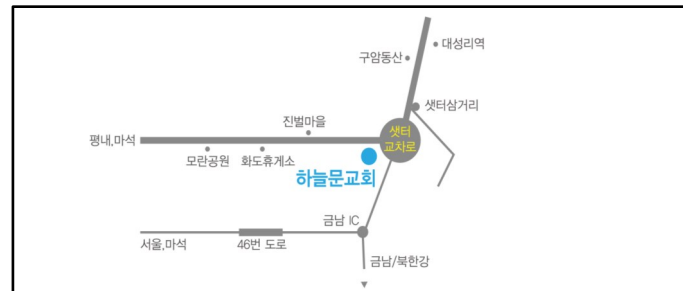 대성리역
구암동산
샛터삼거리
진벌마을
샛터
교차로
평내,마석
모란공원
화도휴게소
하늘문교회
금남 IC
서울,마석
46번 도로
금남/북한강